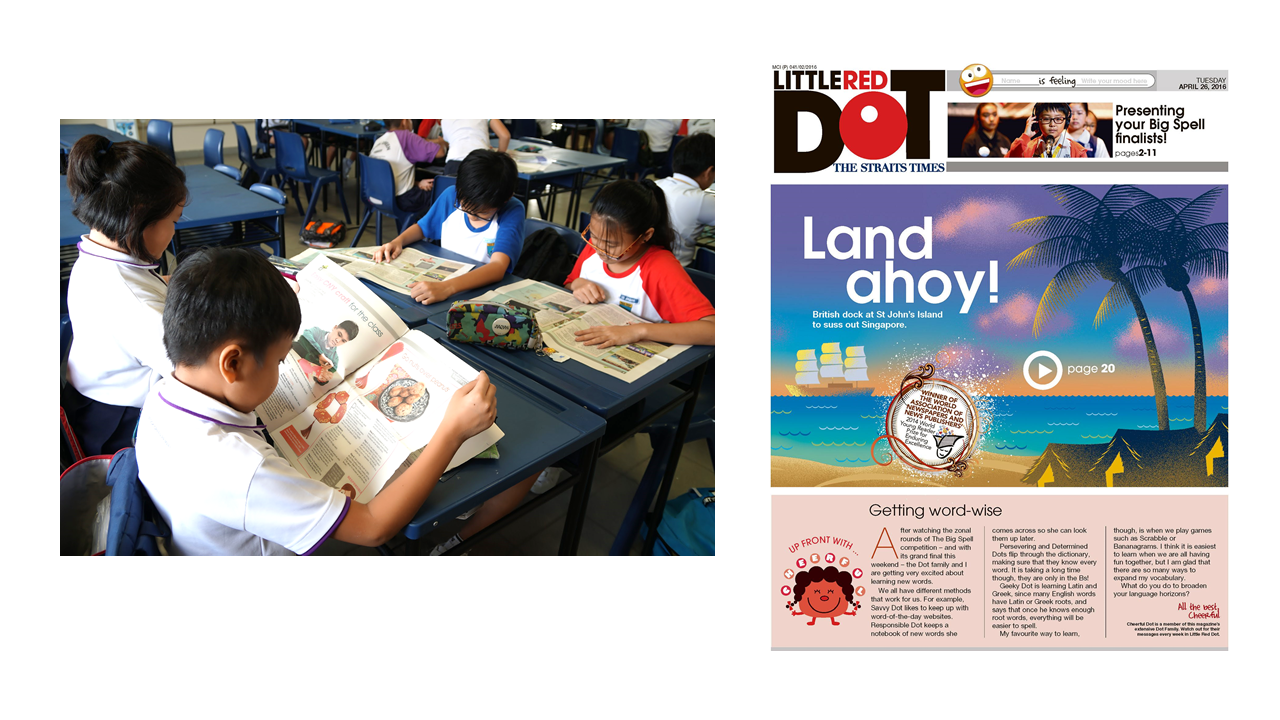 for the class
MCI (P) 041/02/2016
LITTLE RED
DOT
THE STRAITS TIMES
Name is feeling Write your mood here
TUESDAY
APRIL 26, 2016
Presenting
your Big Spell
finalists!
pages2-11
Land
ahoy!
British dock at St John's Island
to suss out Singapore.
page 20
WINNER OF
THE WORLD
ASSOCIATION OF
NEWSPAPERS AND
NEWS PUBLISHERS'
2014 World
Young Reader
Prize for
Enduring
Excellence
Getting word-wise
UP FRONT WITH ...
CHEERFUL
After watching the zonal
rounds of The Big Spell
competition – and with
its grand final this
weekend – the Dot family and I
are getting very excited about
learning new words.
We all have different methods
that work for us. For example,
Savvy Dot likes to keep up with
word-of-the-day websites.
Responsible Dot keeps a
notebook of new words she
comes across so she can look
them up later.
Persevering and Determined
Dots flip through the dictionary,
making sure that they know every
word. It is taking a long time
though, they are only in the Bs!
Geeky Dot is learning Latin and
Greek, since many English words
have Latin or Greek roots, and
says that once he knows enough
root words, everything will be
easier to spell.
My favourite way to learn,
though, is when we play games
such as Scrabble or
Bananagrams. I think it is easiest
to learn when we are all having
fun together, but I am glad that
there are so many ways to
expand my vocabulary.
What do you do to broaden
your language horizons?
All the best,
Cheerful
Cheerful Dot is a member of this magazine's
extensive Dot Family. Watch out for their
messages every week in Little Red Dot.